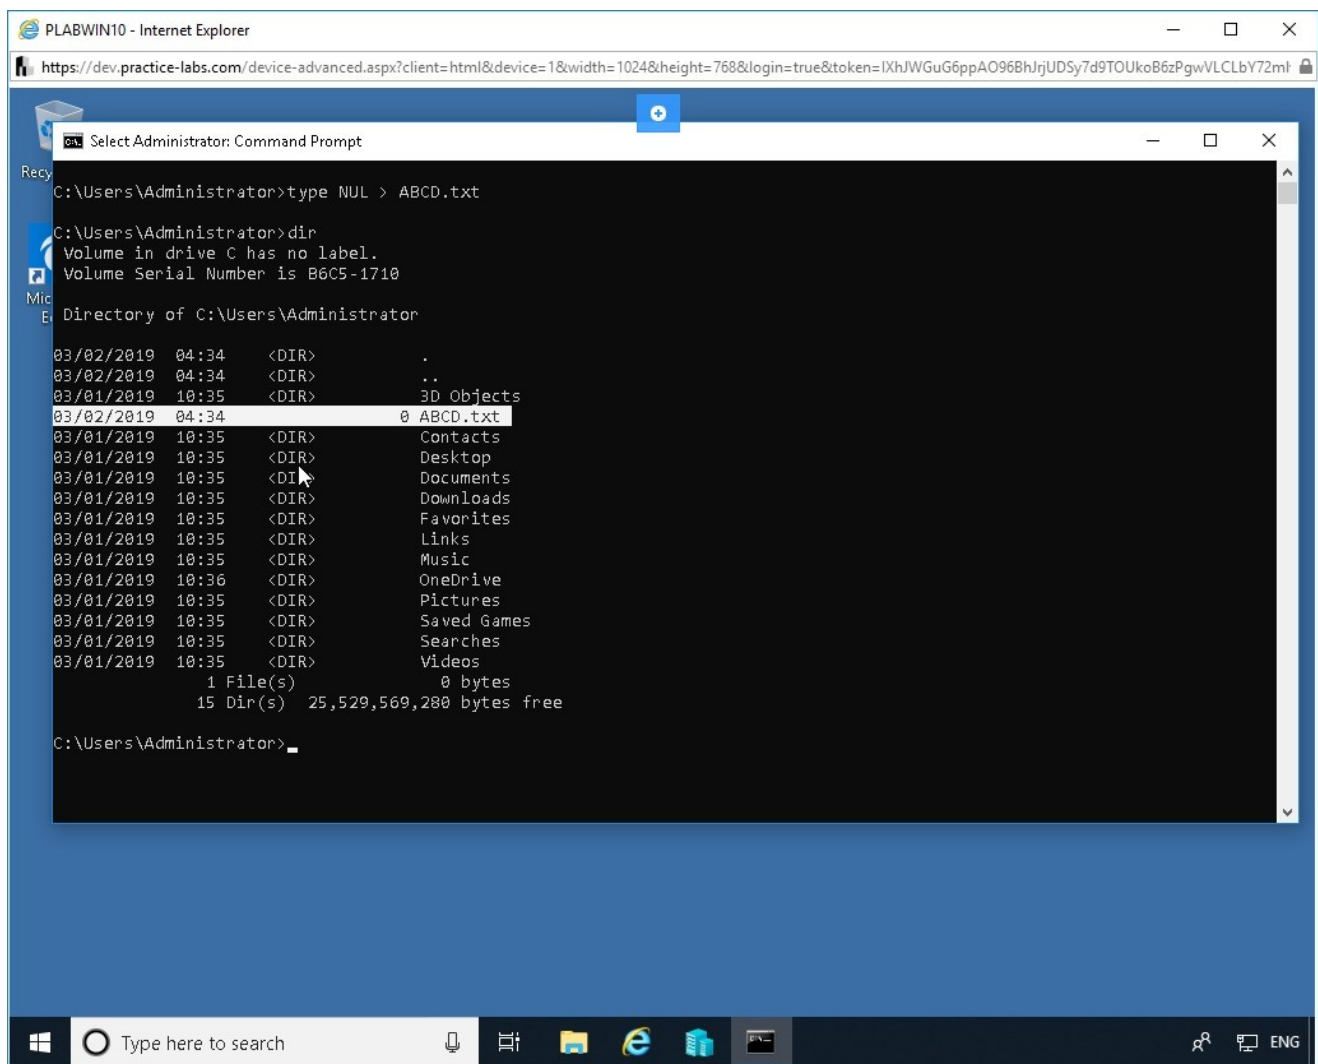 PLABWIN10 - Internet Explorer
https://dev.practice-labs.com/device-advanced.aspx?client=html&device=1&width=1024&height=768&login=true&token=
Select Administrator: Command Prompt
Recy
C:\Users\Administrator>type NUL > ABCD.txt
C:\Users\Administrator>dir
Volume in drive C has no label.
Volume Serial Number is B6C5-1710
Mic
E
Directory of C:\Users\Administrator
03/02/2019 04:34 <DIR> .
03/02/2019 04:34 <DIR> ..
03/01/2019 10:35 <DIR> 3D Objects
03/02/2019 04:34 0 ABCD.txt
03/01/2019 10:35 <DIR> Contacts
03/01/2019 10:35 <DIR> Desktop
03/01/2019 10:35 <DIR> Documents
03/01/2019 10:35 <DIR> Downloads
03/01/2019 10:35 <DIR> Favorites
03/01/2019 10:35 <DIR> Links
03/01/2019 10:35 <DIR> Music
03/01/2019 10:36 <DIR> OneDrive
03/01/2019 10:35 <DIR> Pictures
03/01/2019 10:35 <DIR> Saved Games
03/01/2019 10:35 <DIR> Searches
03/01/2019 10:35 <DIR> Videos
1 File(s) 0 bytes
15 Dir(s) 25,529,569,280 bytes free
C:\Users\Administrator>
Type here to search
ENG